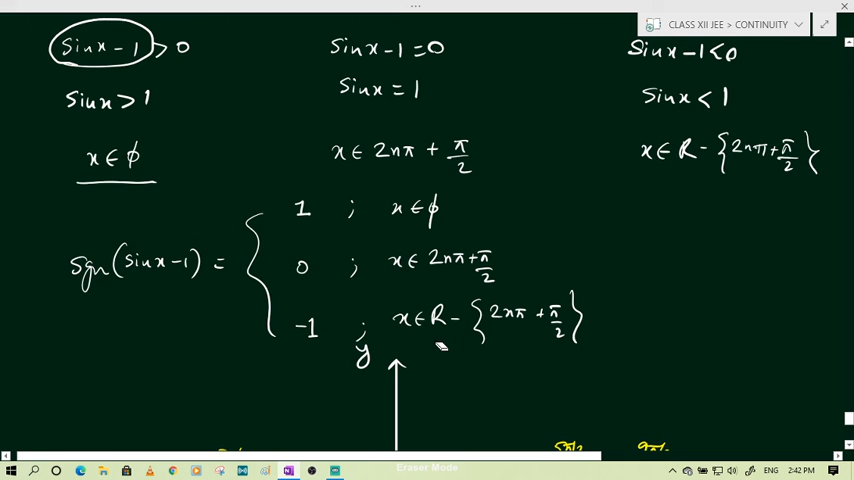 CLASS XII JEE > CONTINUITY
sinx-1 > 0
sinx-1 = 0
sinx-1 < 0
sinx > 1
sinx = 1
sinx < 1
x ∈ ϕ
x ∈ 2nπ + π/2
x ∈ R - {2nπ + π/2}
1 ; x ∈ ϕ
sgn(sinx-1) = { 0 ; x ∈ 2nπ + π/2
-1 ; x ∈ R - {2nπ + π/2}
y
Eraser Mode
ENG 2:42 PM